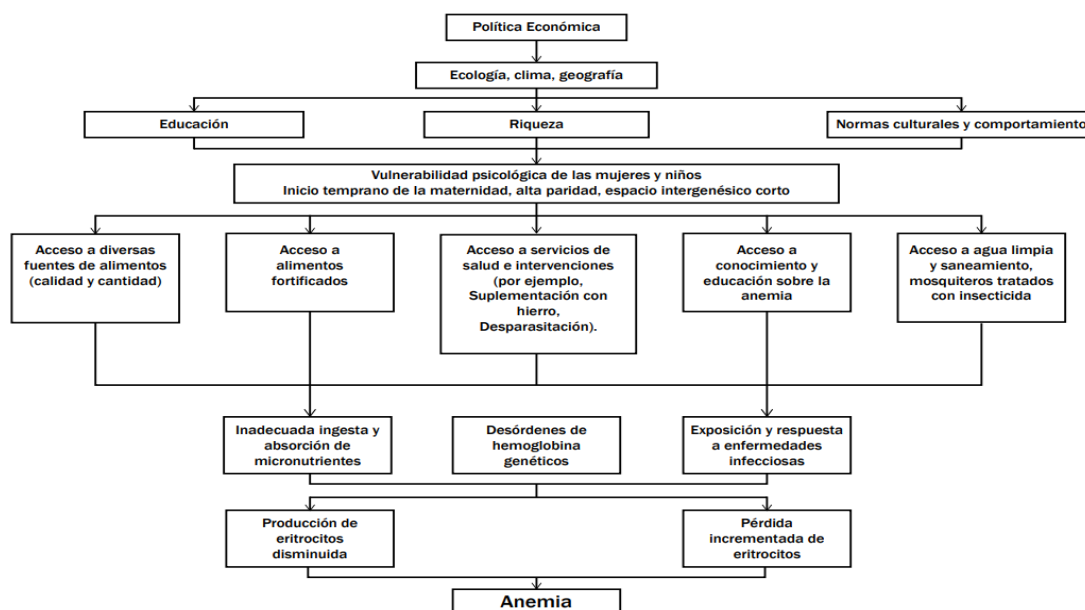 Política Económica
Ecología, clima, geografía
Educación
Riqueza
Normas culturales y comportamiento
Vulnerabilidad psicológica de las mujeres y niños
Inicio temprano de la maternidad, alta paridad, espacio intergenésico corto
Acceso a diversas
fuentes de alimentos
(calidad y cantidad)
Acceso a
alimentos
fortificados
Acceso a servicios de
salud e intervenciones
(por ejemplo,
Suplementación con
hierro,
Desparasitación).
Acceso a
conocimiento y
educación sobre la
anemia
Acceso a agua limpia
y saneamiento,
mosquiteros tratados
con insecticida
Inadecuada ingesta y
absorción de
micronutrientes
Desórdenes de
hemoglobina
genéticos
Exposición y respuesta
a enfermedades
infecciosas
Producción de
eritrocitos
disminuida
Pérdida
incrementada de
eritrocitos
Anemia